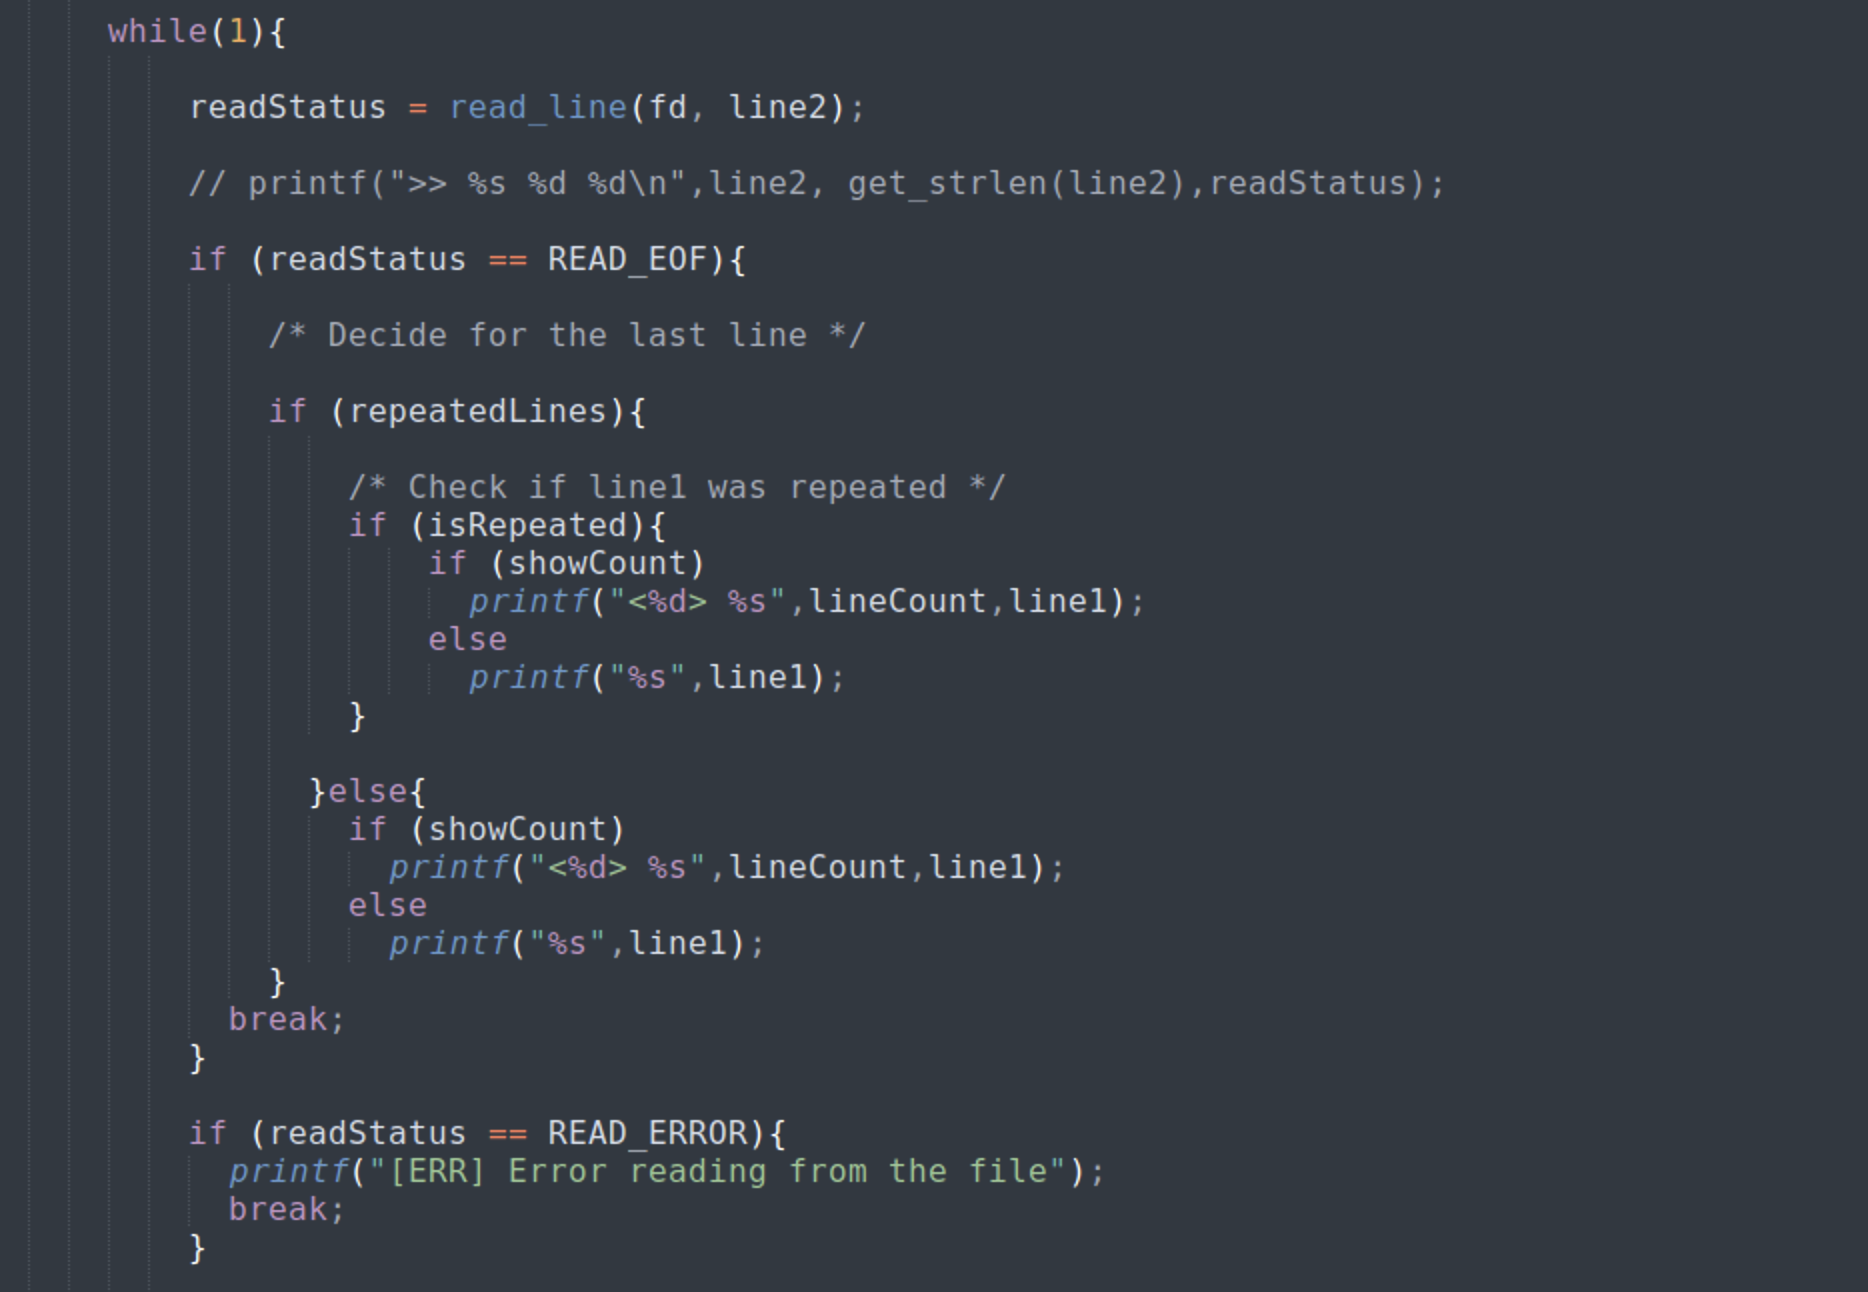 while(1){
readStatus = read_line(fd, line2);
// printf(">> %s %d %d\n",line2, get_strlen(line2),readStatus);
if (readStatus == READ_EOF){
/* Decide for the last line */
if (repeatedLines){
/* Check if line1 was repeated */
if (isRepeated){
if (showCount)
printf("<%d> %s",lineCount,line1);
else
printf("%s",line1);
}
}else{
if (showCount)
printf("<%d> %s",lineCount,line1);
else
printf("%s",line1);
}
break;
}
if (readStatus == READ_ERROR){
printf("[ERR] Error reading from the file");
break;
}